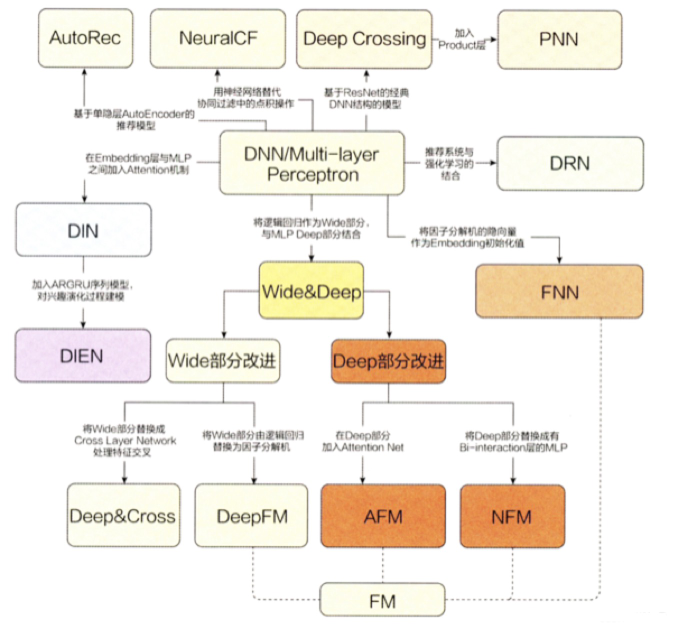 AutoRec
NeuralCF
Deep Crossing
加入
Product层
PNN
用神经网络替代
协同过滤中的点积操作
基于ResNet的经典
DNN结构的模型
基于单隐层AutoEncoder的
推荐模型
在Embedding层与MLP
之间加入Attention机制
DNN/Multi-layer
Perceptron
推荐系统与
强化学习的
结合
DRN
DIN
将逻辑回归作为Wide部分，
与MLP Deep部分结合
将因子分解机的隐向量
作为Embedding初始化值
加入ARGRU序列模型，
对兴趣演化过程建模
Wide&Deep
FNN
DIEN
Wide部分改进
Deep部分改进
将Wide部分替换成
Cross Layer Network
处理特征交叉
将Wide部分由逻辑回归
替换为因子分解机
在Deep部分
加入Attention Net
将Deep部分替换成有
Bi-interaction层的MLP
Deep&Cross
DeepFM
AFM
NFM
FM